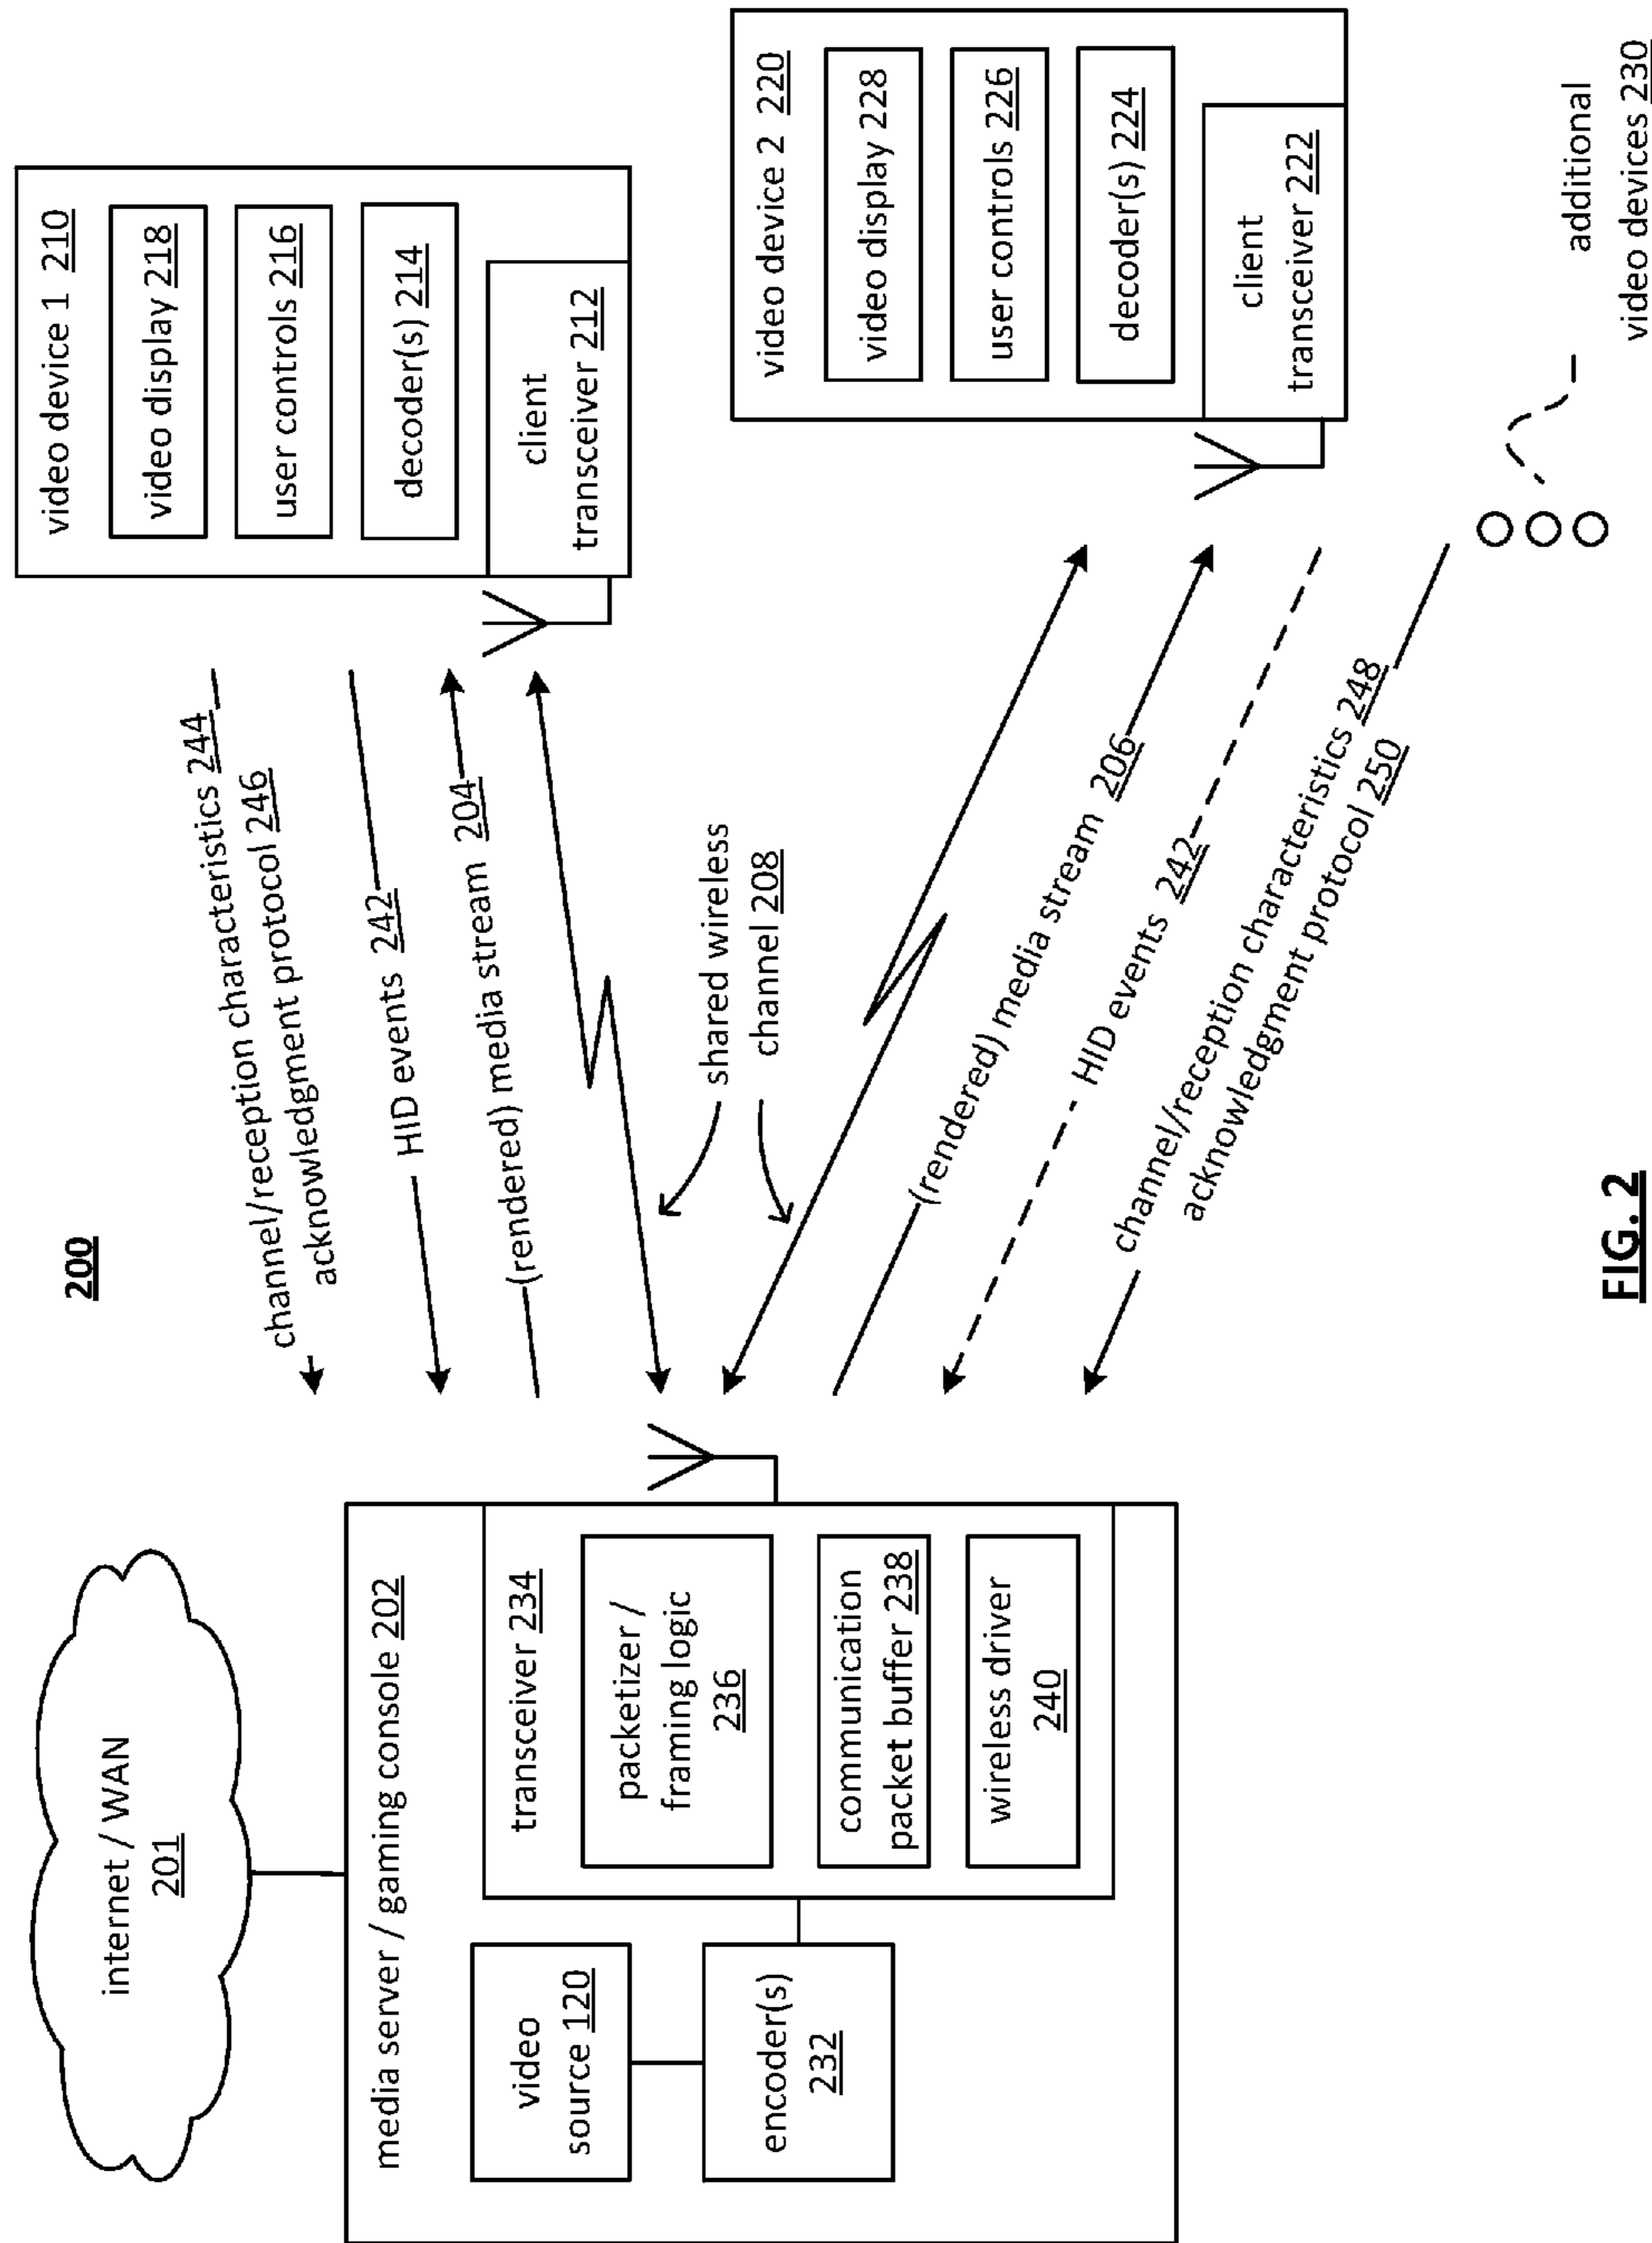 200
internet / WAN
201
media server / gaming console 202
video
source 120
encoder(s)
232
transceiver 234
packetizer /
framing logic
236
communication
packet buffer 238
wireless driver
240
channel/reception characteristics 244
acknowledgment protocol 246
HID events 242
(rendered) media stream 204
shared wireless
channel 208
(rendered) media stream 206
HID events 242
channel/reception characteristics 248
acknowledgment protocol 250
video device 1 210
video display 218
user controls 216
decoder(s) 214
client
transceiver 212
video device 2 220
video display 228
user controls 226
decoder(s) 224
client
transceiver 222
additional
video devices 230
FIG. 2